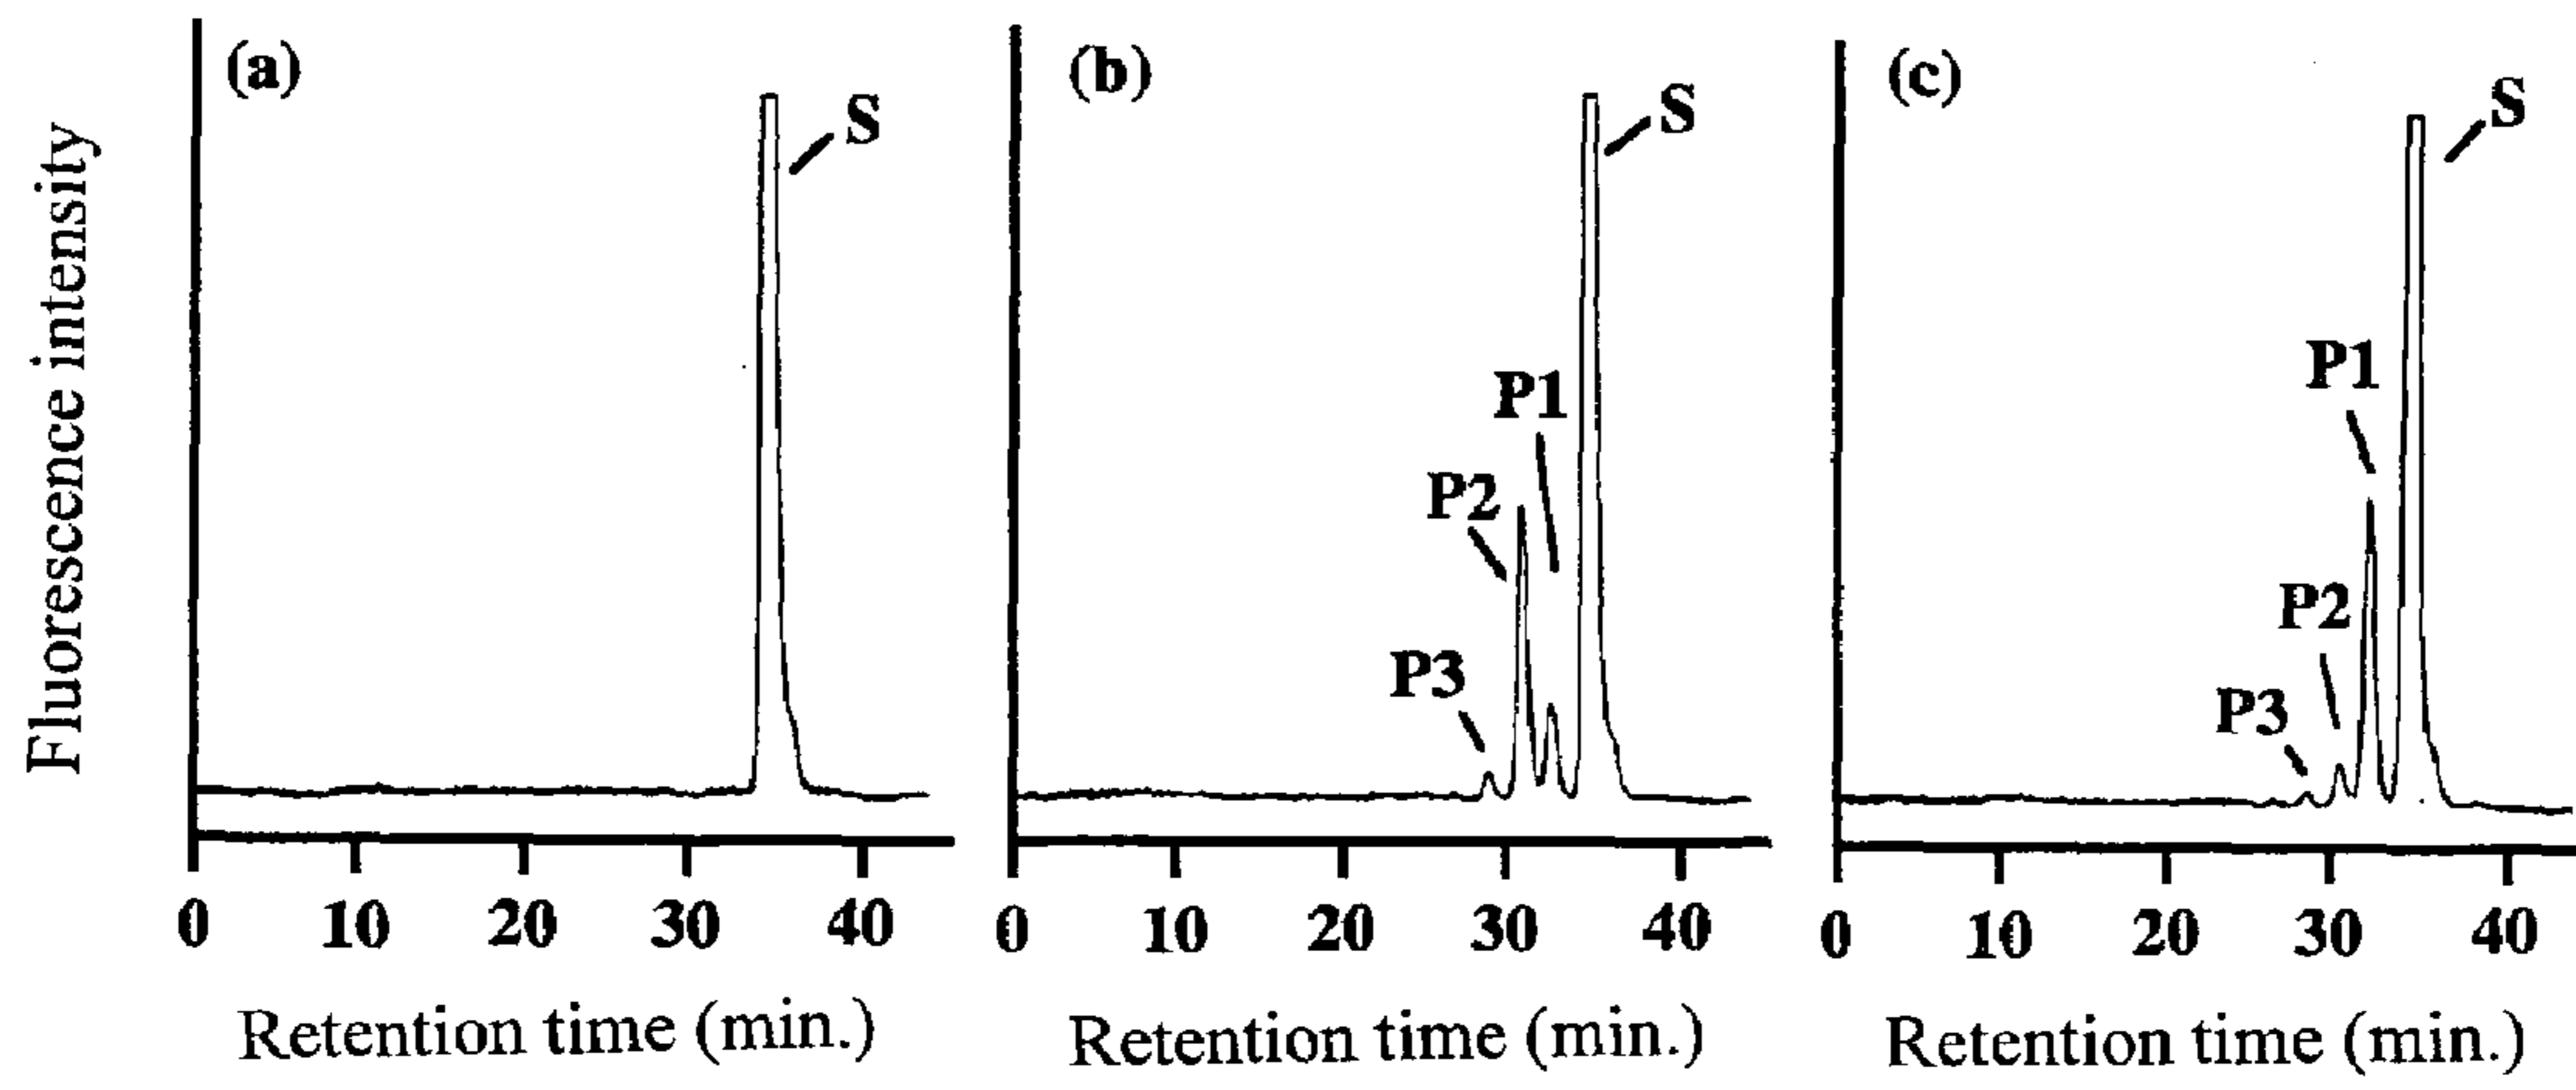 Fluorescence intensity
(a)
S
0 10 20 30 40
Retention time (min.)
(b)
S
P1
P2
P3
0 10 20 30 40
Retention time (min.)
(c)
S
P1
P2
P3
0 10 20 30 40
Retention time (min.)